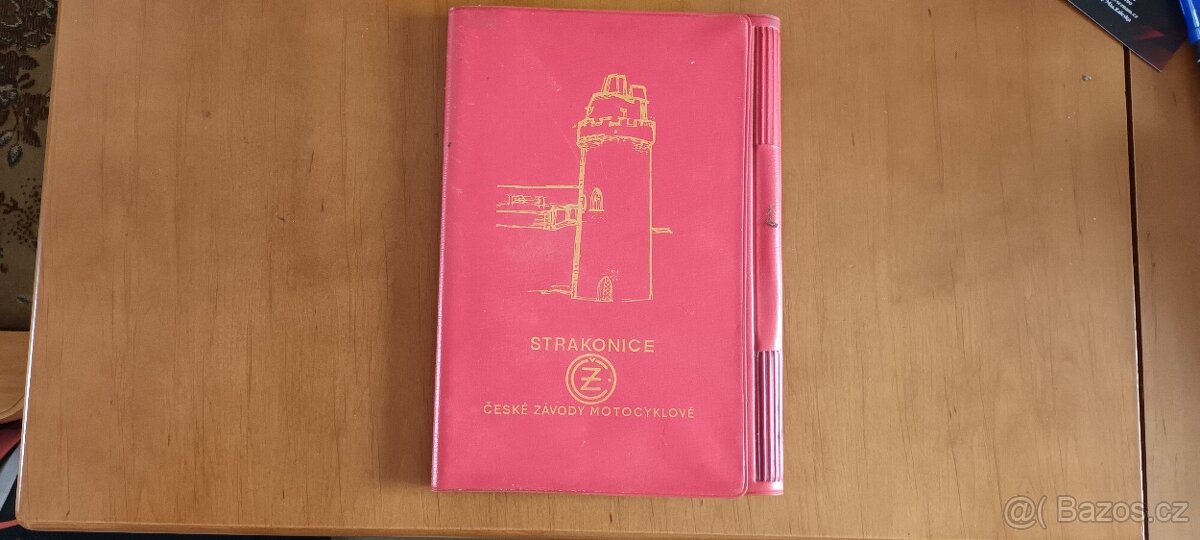 STRAKONICE
ČZ
ČESKÉ ZÁVODY MOTOCYKLOVÉ
@( Bazos.cz